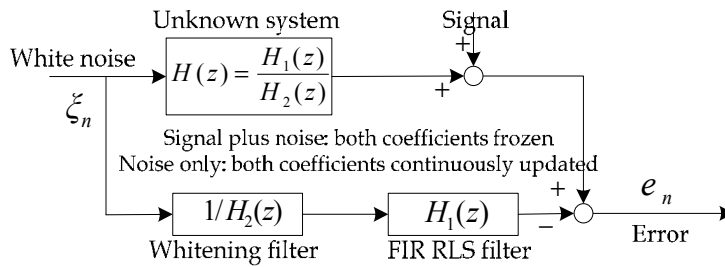 Unknown system
Signal
+
White noise
H(z) = H₁(z)/H₂(z)
+
ξₙ
Signal plus noise: both coefficients frozen
Noise only: both coefficients continuously updated
+
eₙ
1/H₂(z)
H₁(z)
−
Error
Whitening filter
FIR RLS filter